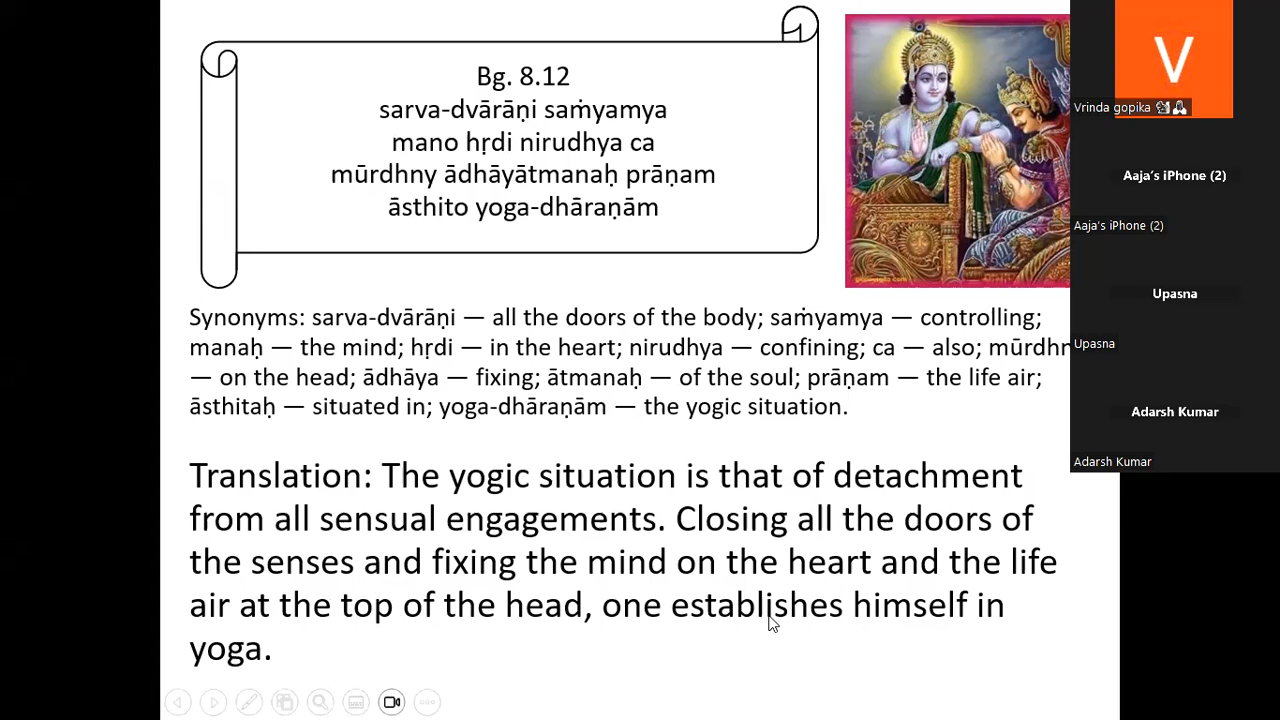 Bg. 8.12
sarva-dvārāṇi saṁyamya
mano hṛdi nirudhya ca
mūrdhny ādhāyātmanaḥ prāṇam
āsthito yoga-dhāraṇām
Synonyms: sarva-dvārāṇi — all the doors of the body; saṁyamya — controlling;
manaḥ — the mind; hṛdi — in the heart; nirudhya — confining; ca — also; mūrdhn
— on the head; ādhāya — fixing; ātmanaḥ — of the soul; prāṇam — the life air;
āsthitaḥ — situated in; yoga-dhāraṇām — the yogic situation.
Translation: The yogic situation is that of detachment
from all sensual engagements. Closing all the doors of
the senses and fixing the mind on the heart and the life
air at the top of the head, one establishes himself in
yoga.
V
Vrinda gopika
Aaja's iPhone (2)
Aaja's iPhone (2)
Upasna
Upasna
Adarsh Kumar
Adarsh Kumar